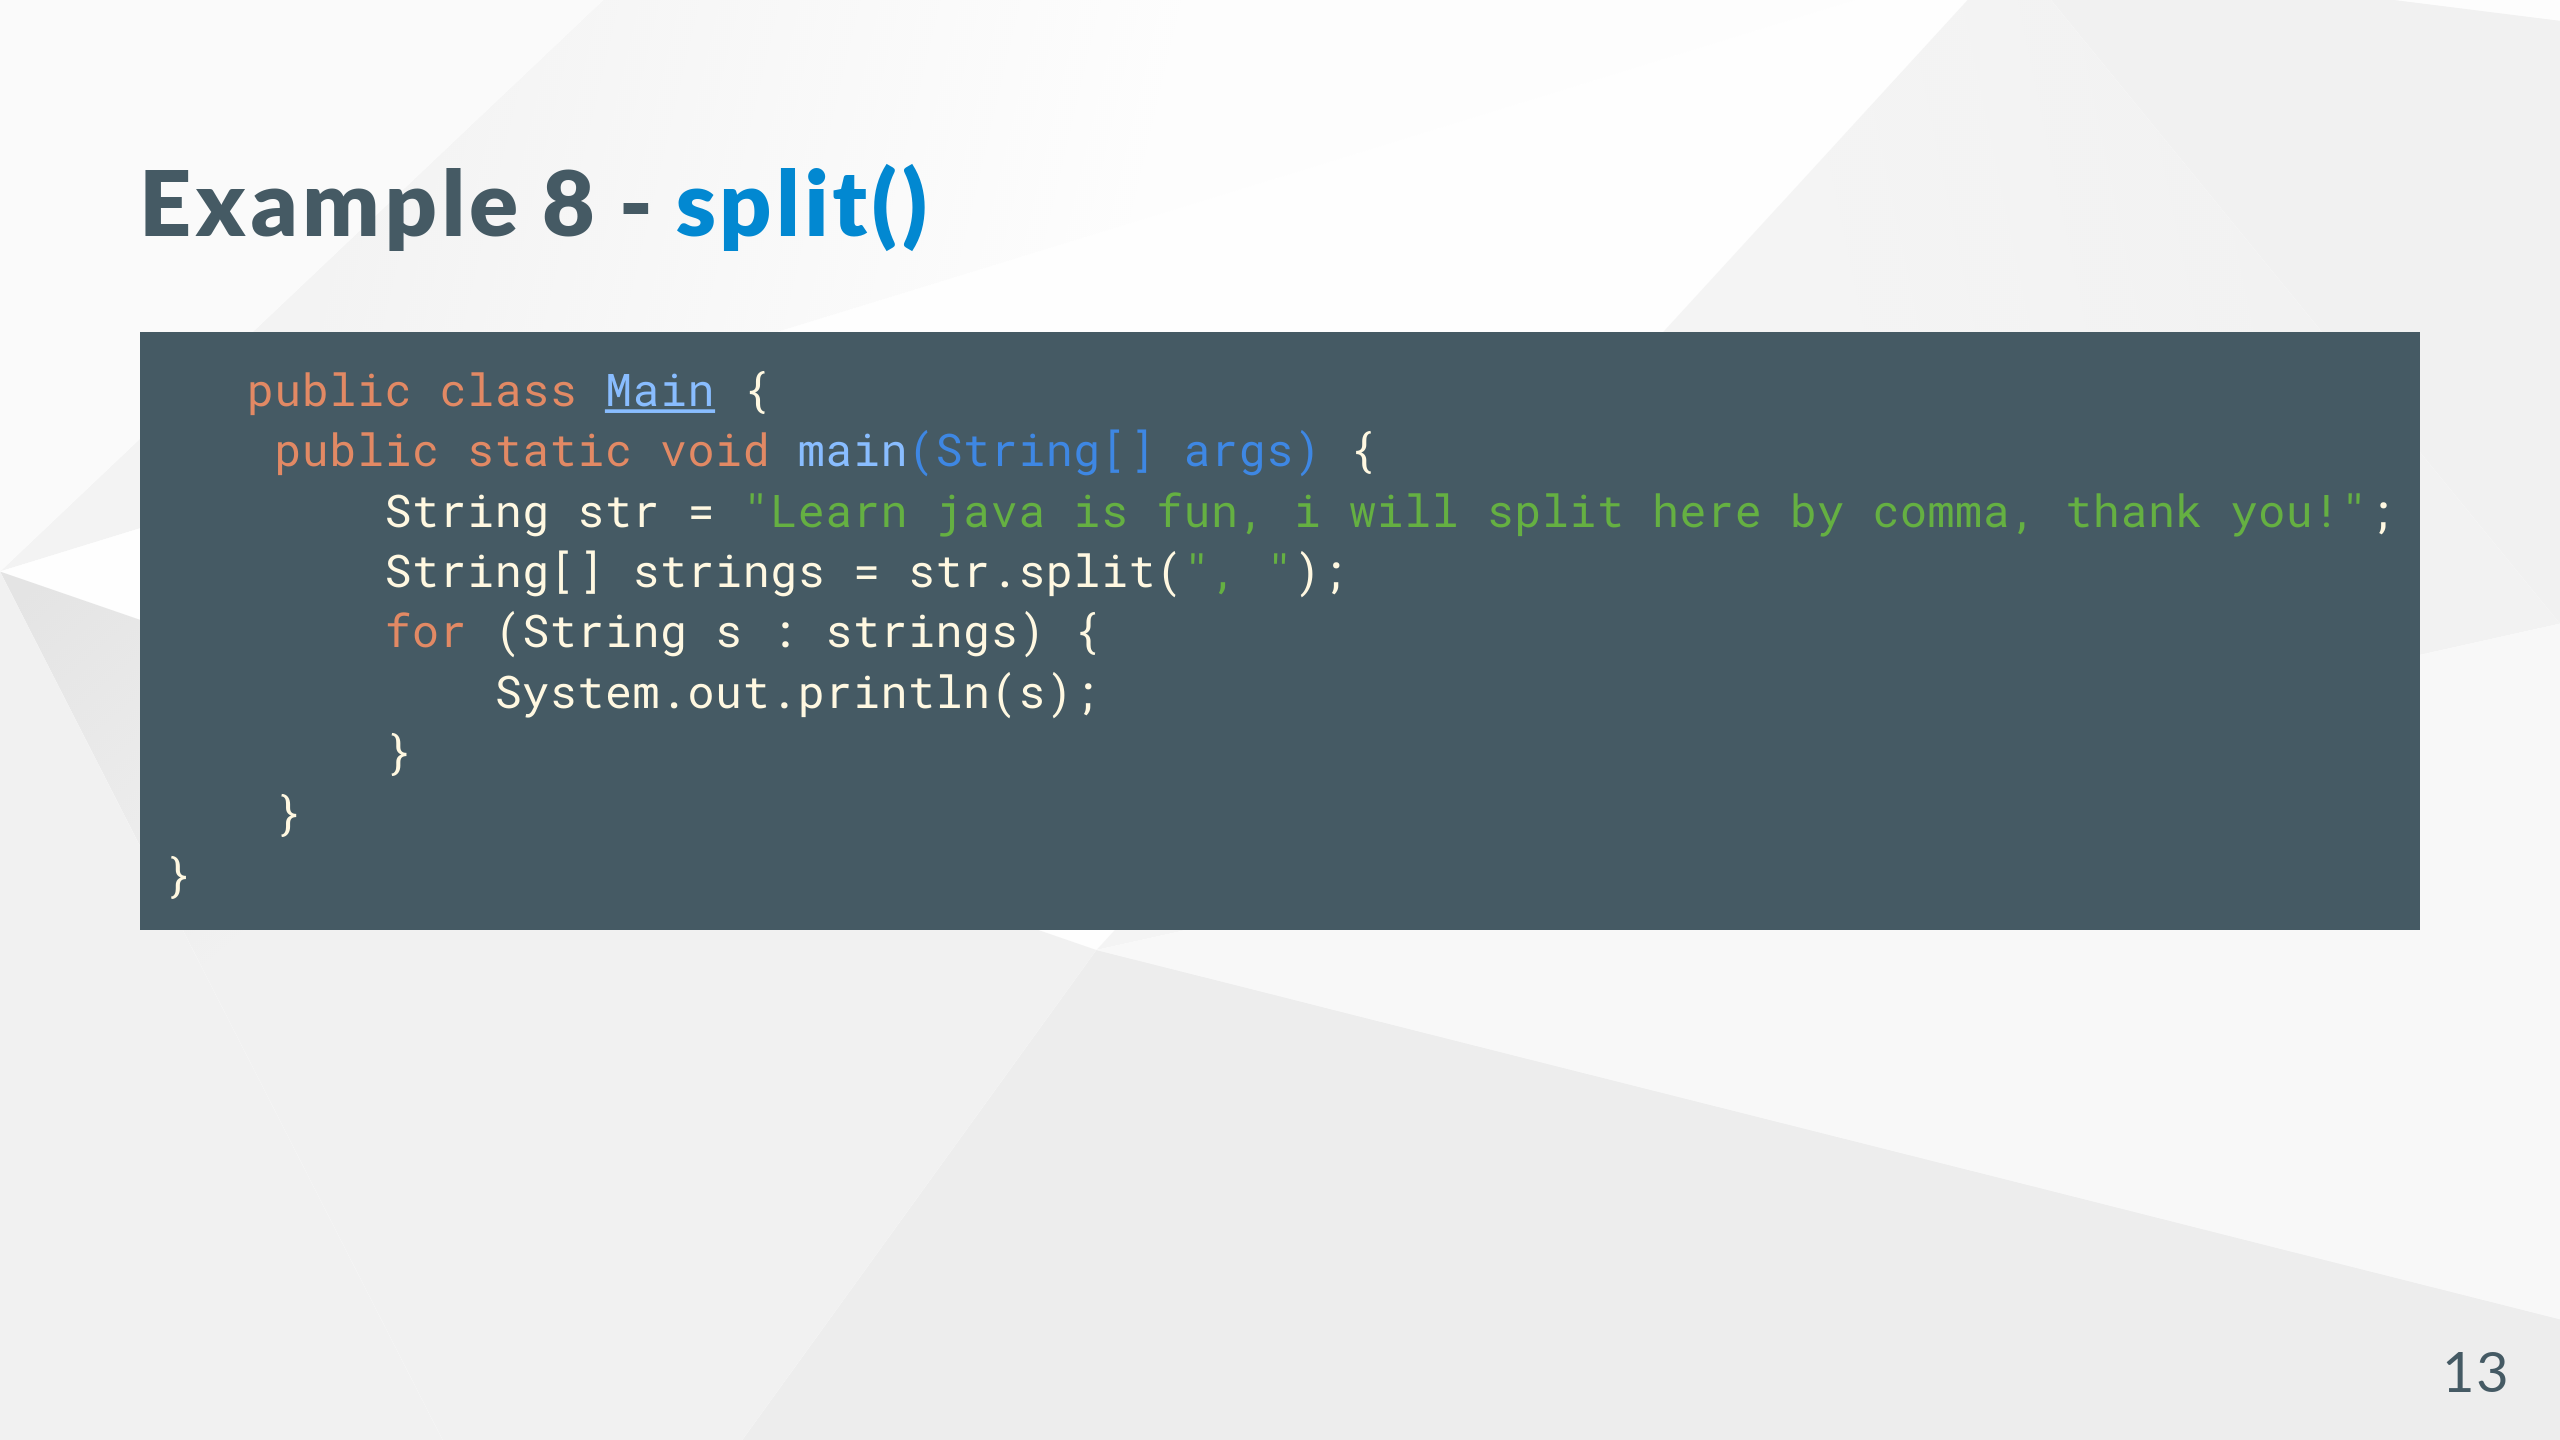 Example 8 - split()
public class Main {
public static void main(String[] args) {
String str = "Learn java is fun, i will split here by comma, thank you!";
String[] strings = str.split(", ");
for (String s : strings) {
System.out.println(s);
}
}
}
13